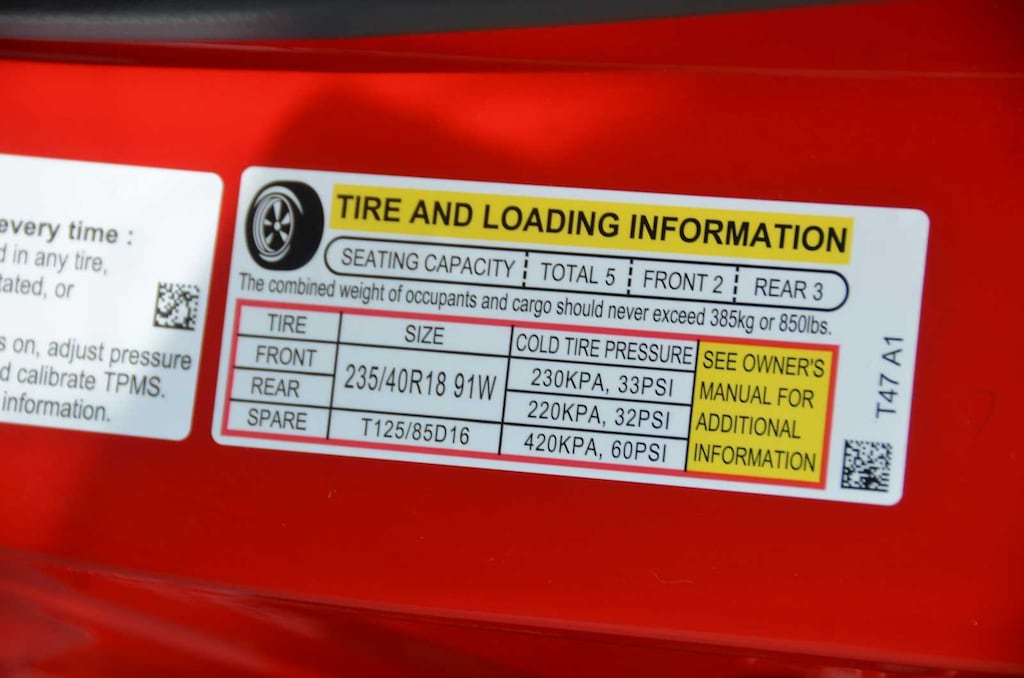 every time :
d in any tire,
tated, or
s on, adjust pressure
d calibrate TPMS.
information.
TIRE AND LOADING INFORMATION
SEATING CAPACITY TOTAL 5 FRONT 2 REAR 3
The combined weight of occupants and cargo should never exceed 385kg or 850lbs.
TIRE SIZE COLD TIRE PRESSURE
FRONT 235/40R18 91W 230KPA, 33PSI
REAR 220KPA, 32PSI
SPARE T125/85D16 420KPA, 60PSI
SEE OWNER'S
MANUAL FOR
ADDITIONAL
INFORMATION
T47 A1